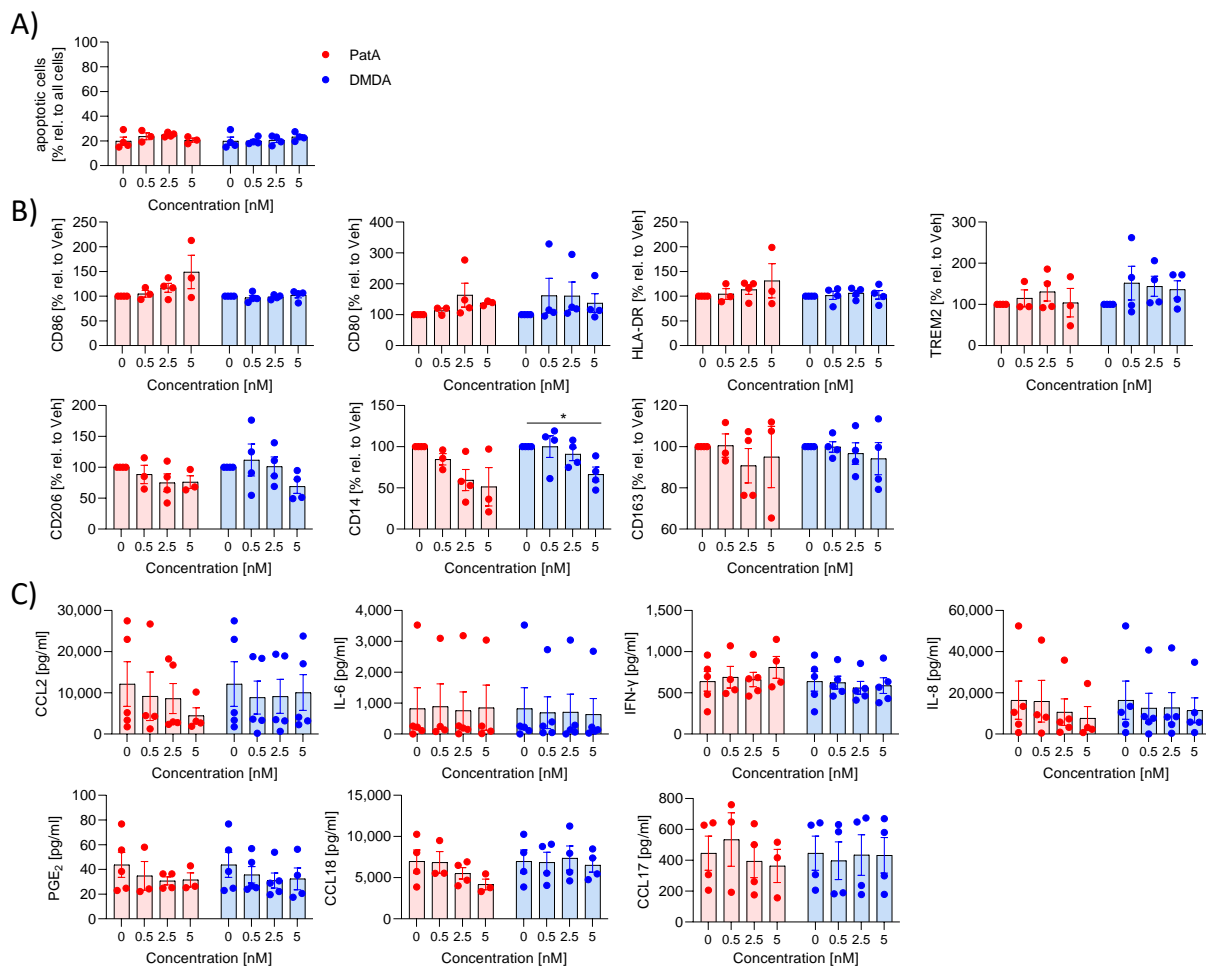 A)
apoptotic cells
[% rel. to all cells]
100
80
60
40
20
0
0 0.5 2.5 5 0 0.5 2.5 5
Concentration [nM]
PatA
DMDA
B)
CD86 [% rel. to Veh]
250
200
150
100
50
0
0 0.5 2.5 5 0 0.5 2.5 5
Concentration [nM]
CD80 [% rel. to Veh]
400
300
200
100
0
0 0.5 2.5 5 0 0.5 2.5 5
Concentration [nM]
HLA-DR [% rel. to Veh]
250
200
150
100
50
0
0 0.5 2.5 5 0 0.5 2.5 5
Concentration [nM]
TREM2 [% rel. to Veh]
300
200
100
0
0 0.5 2.5 5 0 0.5 2.5 5
Concentration [nM]
CD206 [% rel. to Veh]
200
150
100
50
0
0 0.5 2.5 5 0 0.5 2.5 5
Concentration [nM]
CD14 [% rel. to Veh]
150
100
50
0
*
0 0.5 2.5 5 0 0.5 2.5 5
Concentration [nM]
CD163 [% rel. to Veh]
120
100
80
60
0 0.5 2.5 5 0 0.5 2.5 5
Concentration [nM]
C)
CCL2 [pg/ml]
30,000
20,000
10,000
0
0 0.5 2.5 5 0 0.5 2.5 5
Concentration [nM]
IL-6 [pg/ml]
4,000
3,000
2,000
1,000
0
0 0.5 2.5 5 0 0.5 2.5 5
Concentration [nM]
IFN-γ [pg/ml]
1,500
1,000
500
0
0 0.5 2.5 5 0 0.5 2.5 5
Concentration [nM]
IL-8 [pg/ml]
60,000
40,000
20,000
0
0 0.5 2.5 5 0 0.5 2.5 5
Concentration [nM]
PGE₂ [pg/ml]
100
80
60
40
20
0
0 0.5 2.5 5 0 0.5 2.5 5
Concentration [nM]
CCL18 [pg/ml]
15,000
10,000
5,000
0
0 0.5 2.5 5 0 0.5 2.5 5
Concentration [nM]
CCL17 [pg/ml]
800
600
400
200
0
0 0.5 2.5 5 0 0.5 2.5 5
Concentration [nM]